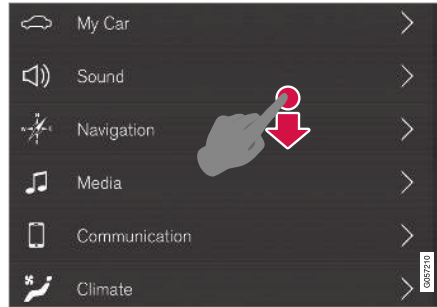 My Car
Sound
Navigation
Media
Communication
Climate
G057210